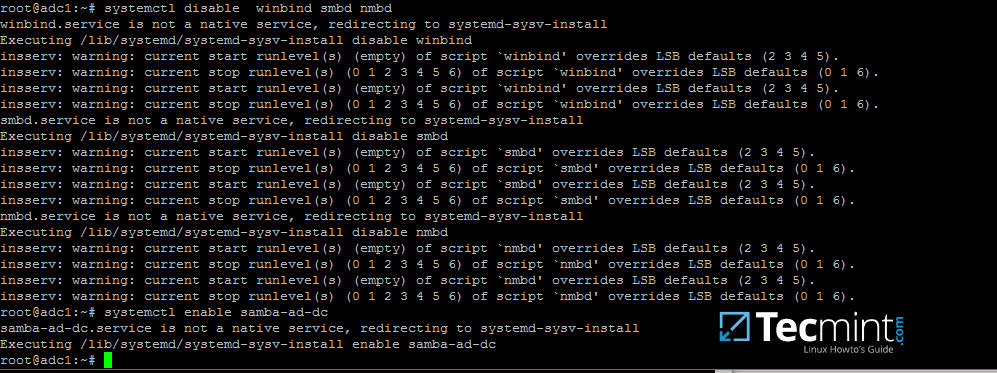 root@adc1:~# systemctl disable  winbind smbd nmbd
winbind.service is not a native service, redirecting to systemd-sysv-install
Executing /lib/systemd/systemd-sysv-install disable winbind
insserv: warning: current start runlevel(s) (empty) of script `winbind' overrides LSB defaults (2 3 4 5).
insserv: warning: current stop runlevel(s) (0 1 2 3 4 5 6) of script `winbind' overrides LSB defaults (0 1 6).
insserv: warning: current start runlevel(s) (empty) of script `winbind' overrides LSB defaults (2 3 4 5).
insserv: warning: current stop runlevel(s) (0 1 2 3 4 5 6) of script `winbind' overrides LSB defaults (0 1 6).
smbd.service is not a native service, redirecting to systemd-sysv-install
Executing /lib/systemd/systemd-sysv-install disable smbd
insserv: warning: current start runlevel(s) (empty) of script `smbd' overrides LSB defaults (2 3 4 5).
insserv: warning: current stop runlevel(s) (0 1 2 3 4 5 6) of script `smbd' overrides LSB defaults (0 1 6).
insserv: warning: current start runlevel(s) (empty) of script `smbd' overrides LSB defaults (2 3 4 5).
insserv: warning: current stop runlevel(s) (0 1 2 3 4 5 6) of script `smbd' overrides LSB defaults (0 1 6).
nmbd.service is not a native service, redirecting to systemd-sysv-install
Executing /lib/systemd/systemd-sysv-install disable nmbd
insserv: warning: current start runlevel(s) (empty) of script `nmbd' overrides LSB defaults (2 3 4 5).
insserv: warning: current stop runlevel(s) (0 1 2 3 4 5 6) of script `nmbd' overrides LSB defaults (0 1 6).
insserv: warning: current start runlevel(s) (empty) of script `nmbd' overrides LSB defaults (2 3 4 5).
insserv: warning: current stop runlevel(s) (0 1 2 3 4 5 6) of script `nmbd' overrides LSB defaults (0 1 6).
root@adc1:~# systemctl enable samba-ad-dc
samba-ad-dc.service is not a native service, redirecting to systemd-sysv-install
Executing /lib/systemd/systemd-sysv-install enable samba-ad-dc
root@adc1:~#
Tecmint.com
Linux Howto's Guide